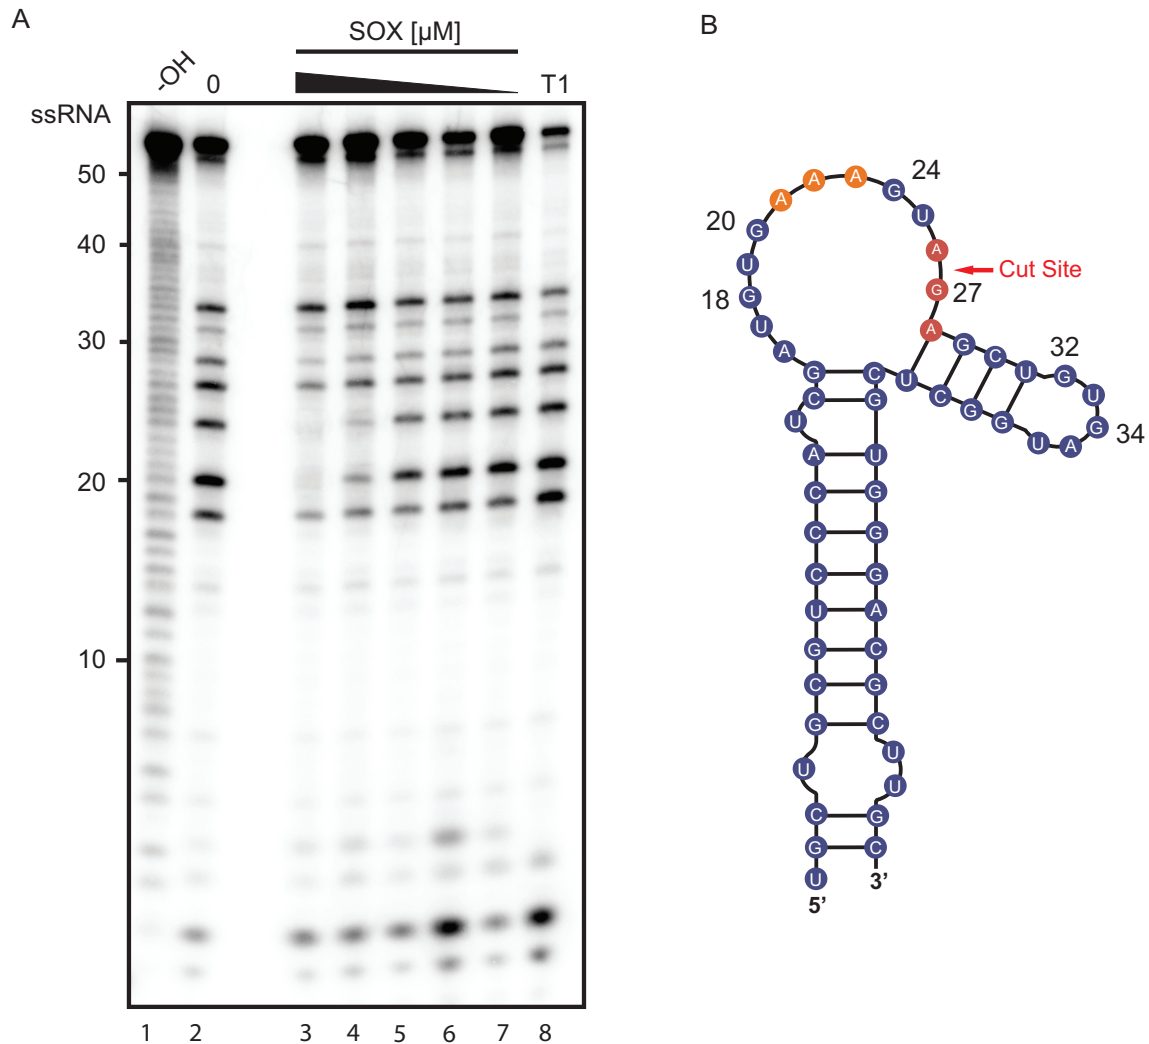 A
SOX [µM]
-OH 0 T1
ssRNA
50
40
30
20
10
1 2 3 4 5 6 7 8
B
18
20
24
Cut Site
27
32
34
U G C U G C G U C C C A U C G A U G U G A A A G U A G A G C U G U G A U G G C U C G U G G G A C G C U U G C
5’
3’